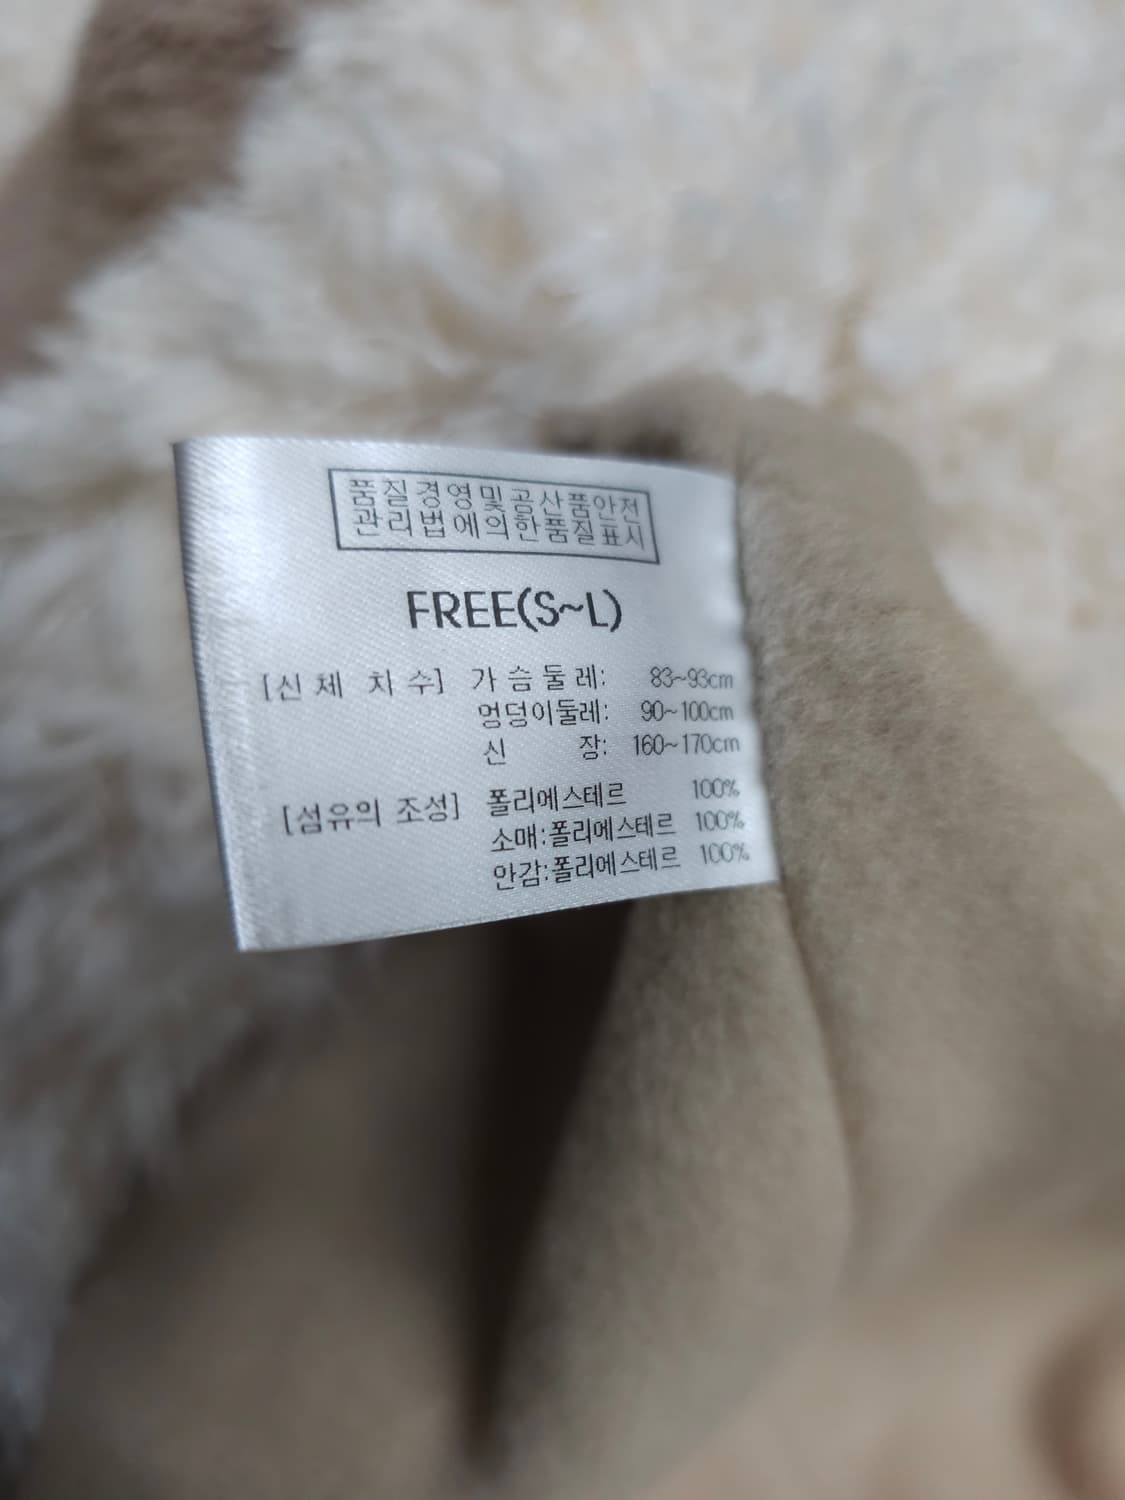 품질경영및공산품안전
관리법에의한품질표시
FREE(S~L)
[신체 치수] 가슴둘레: 83~93cm
엉덩이둘레: 90~100cm
신 장: 160~170cm
[섬유의 조성] 폴리에스테르 100%
소매:폴리에스테르 100%
안감:폴리에스테르 100%